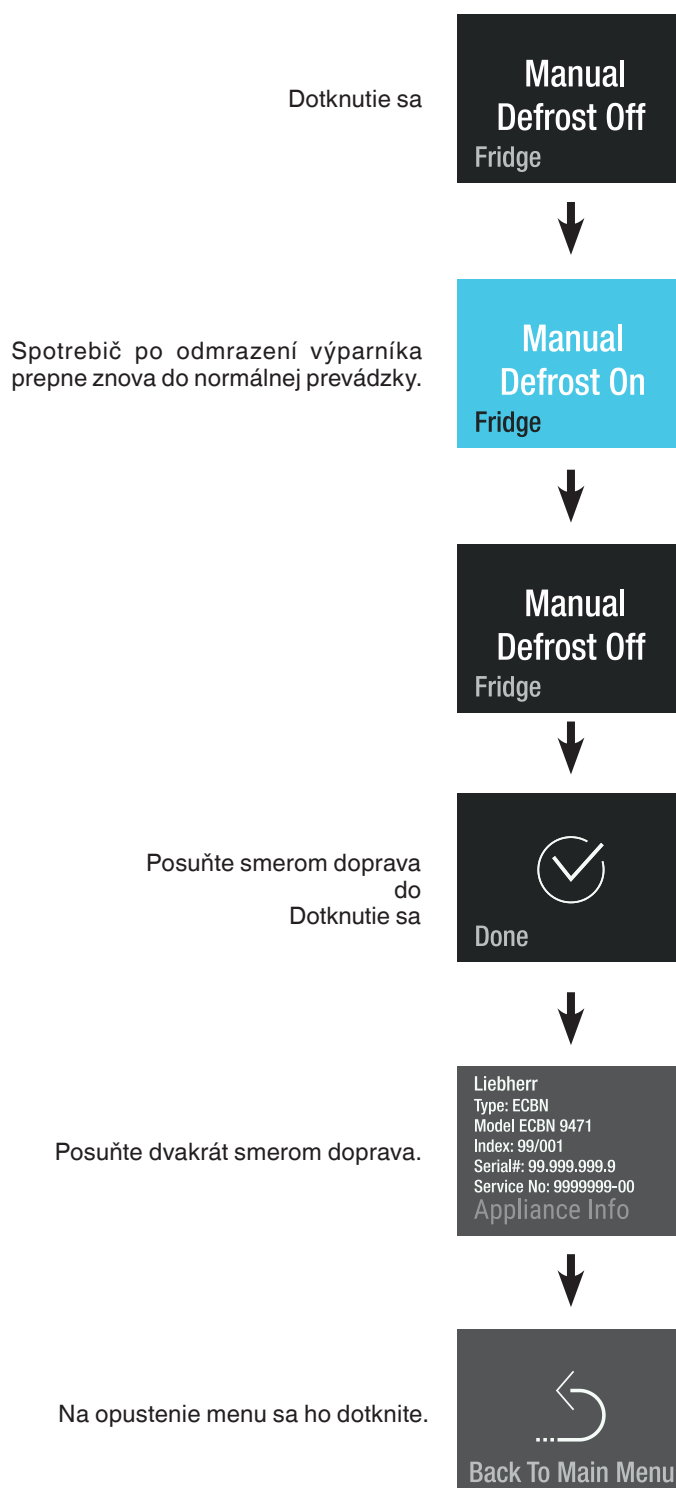 Dotknutie sa
Manual
Defrost Off
Fridge
Spotrebič po odmrazení výparníka
prepne znova do normálnej prevádzky.
Manual
Defrost On
Fridge
Manual
Defrost Off
Fridge
Posuňte smerom doprava
do
Dotknutie sa
Done
Posuňte dvakrát smerom doprava.
Liebherr
Type: ECBN
Model ECBN 9471
Index: 99/001
Serial#: 99.999.999.9
Service No: 9999999-00
Appliance Info
Na opustenie menu sa ho dotknite.
Back To Main Menu